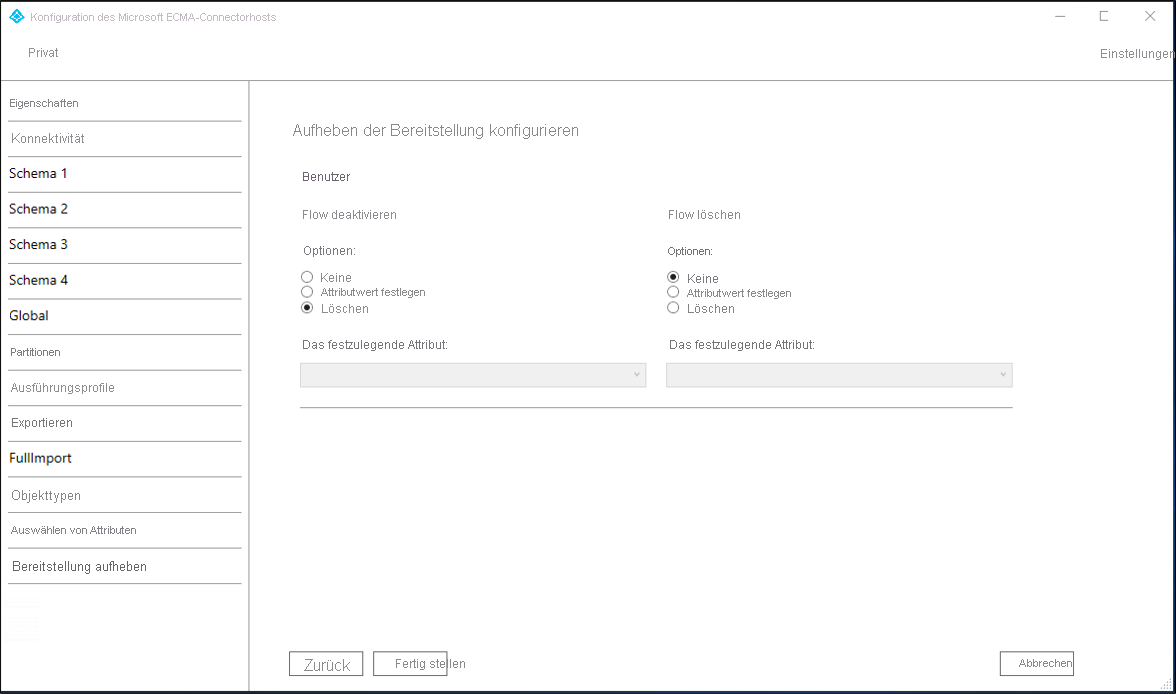 Konfiguration des Microsoft ECMA-Connectorhosts
Privat
Einstellungen
Eigenschaften
Konnektivität
Schema 1
Schema 2
Schema 3
Schema 4
Global
Partitionen
Ausführungsprofile
Exportieren
FullImport
Objekttypen
Auswählen von Attributen
Bereitstellung aufheben
Aufheben der Bereitstellung konfigurieren
Benutzer
Flow deaktivieren
Optionen:
Keine
Attributwert festlegen
Löschen
Das festzulegende Attribut:
Flow löschen
Optionen:
Keine
Attributwert festlegen
Löschen
Das festzulegende Attribut:
Zurück
Fertig stellen
Abbrechen